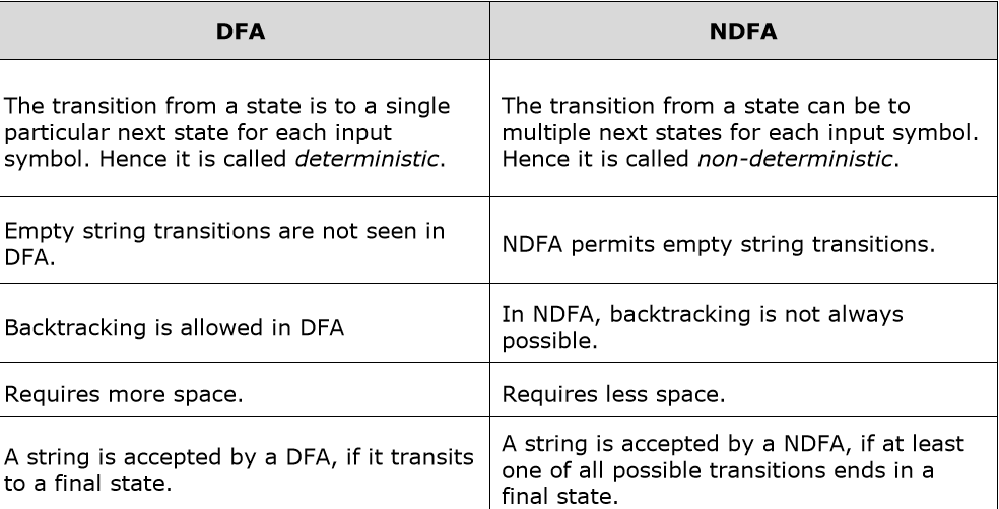 DFA
NDFA
The transition from a state is to a single
particular next state for each input
symbol. Hence it is called deterministic.
The transition from a state can be to
multiple next states for each input symbol.
Hence it is called non-deterministic.
Empty string transitions are not seen in
DFA.
NDFA permits empty string transitions.
Backtracking is allowed in DFA
In NDFA, backtracking is not always
possible.
Requires more space.
Requires less space.
A string is accepted by a DFA, if it transits
to a final state.
A string is accepted by a NDFA, if at least
one of all possible transitions ends in a
final state.